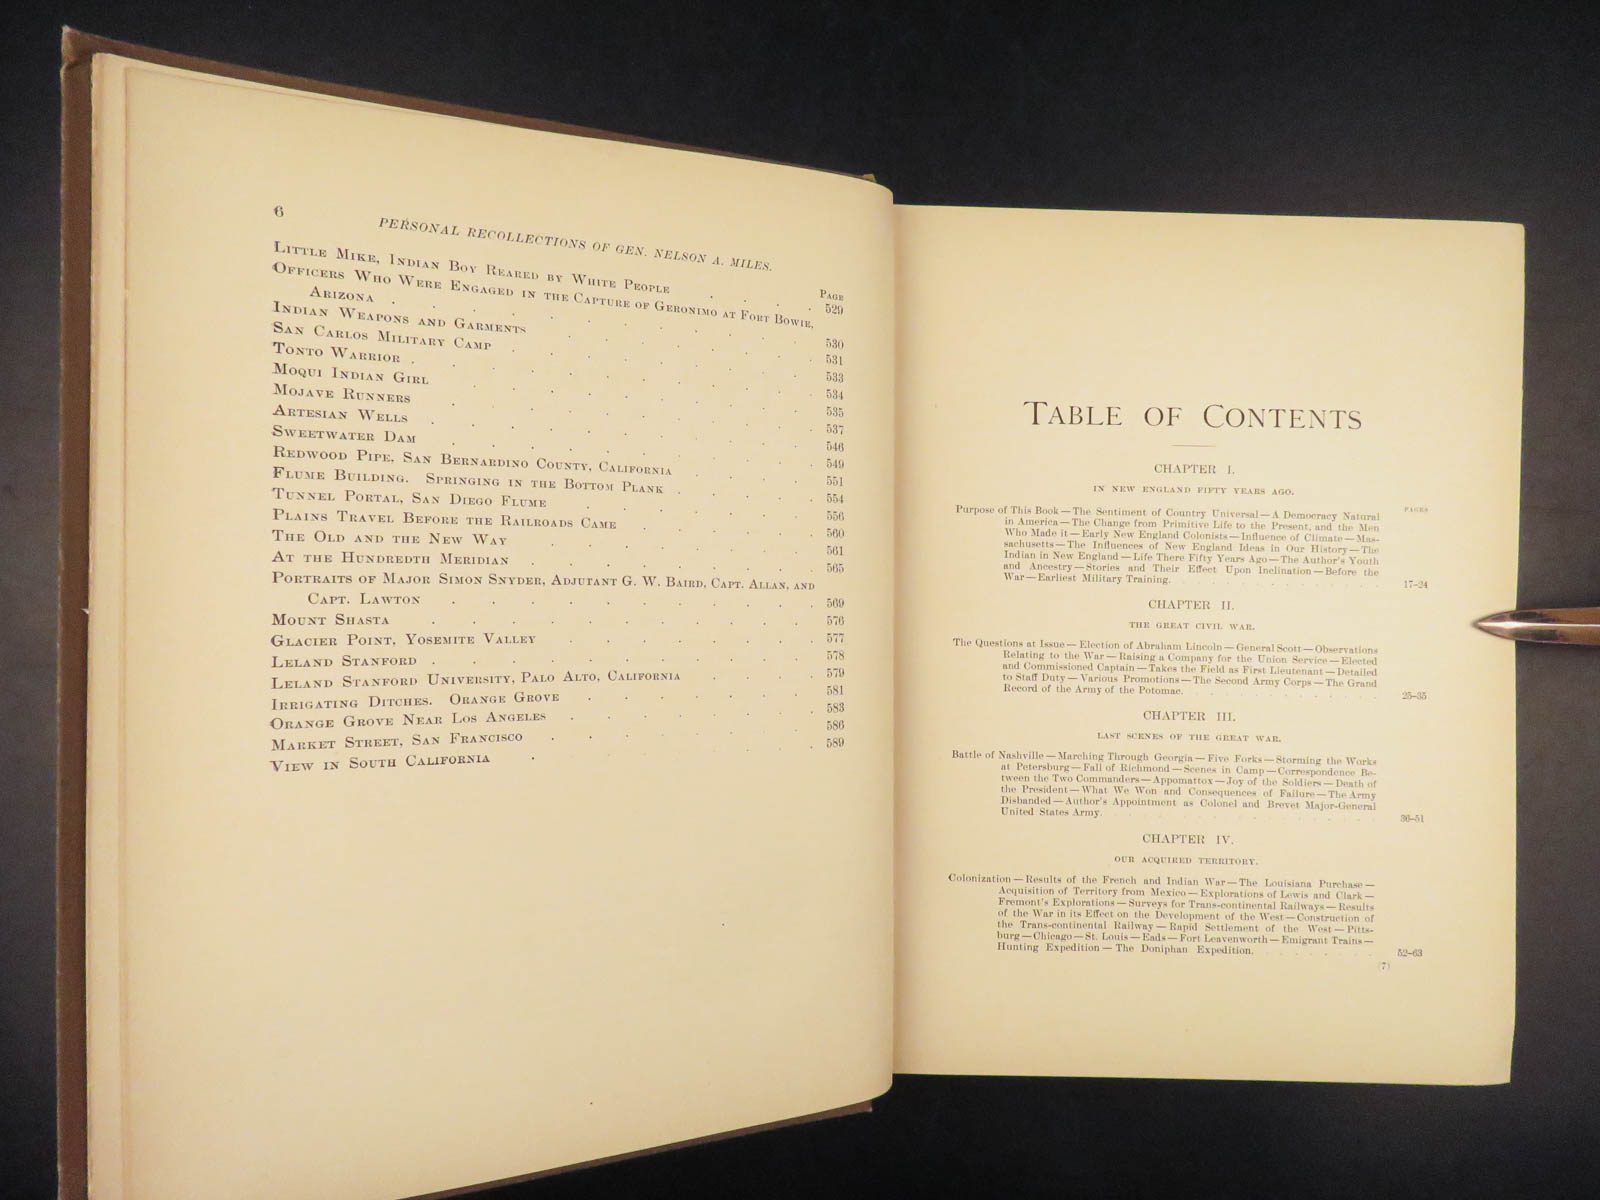 6
PERSONAL RECOLLECTIONS OF GEN. NELSON A. MILES.
PAGE
LITTLE MIKE, INDIAN BOY REARED BY WHITE PEOPLE . . . . 529
OFFICERS WHO WERE ENGAGED IN THE CAPTURE OF GERONIMO AT FORT BOWIE,
ARIZONA . . . . . . . . . . 530
INDIAN WEAPONS AND GARMENTS . . . . . . 531
SAN CARLOS MILITARY CAMP . . . . . . . 533
TONTO WARRIOR . . . . . . . . . 534
MOQUI INDIAN GIRL . . . . . . . . 535
MOJAVE RUNNERS . . . . . . . . 537
ARTESIAN WELLS . . . . . . . . . 546
SWEETWATER DAM . . . . . . . . 549
REDWOOD PIPE, SAN BERNARDINO COUNTY, CALIFORNIA . . . . 551
FLUME BUILDING. SPRINGING IN THE BOTTOM PLANK . . . . 554
TUNNEL PORTAL, SAN DIEGO FLUME . . . . . . 556
PLAINS TRAVEL BEFORE THE RAILROADS CAME . . . . . 560
THE OLD AND THE NEW WAY . . . . . . . 561
AT THE HUNDREDTH MERIDIAN . . . . . . . 565
PORTRAITS OF MAJOR SIMON SNYDER, ADJUTANT G. W. BAIRD, CAPT. ALLAN, AND
CAPT. LAWTON . . . . . . . . . 569
MOUNT SHASTA . . . . . . . . . 576
GLACIER POINT, YOSEMITE VALLEY . . . . . . 577
LELAND STANFORD . . . . . . . . . 578
LELAND STANFORD UNIVERSITY, PALO ALTO, CALIFORNIA . . . . 579
IRRIGATING DITCHES. ORANGE GROVE . . . . . . 581
ORANGE GROVE NEAR LOS ANGELES . . . . . . 583
MARKET STREET, SAN FRANCISCO . . . . . . 586
VIEW IN SOUTH CALIFORNIA . . . . . . . 589
TABLE OF CONTENTS
CHAPTER I.
IN NEW ENGLAND FIFTY YEARS AGO.
PAGES
Purpose of This Book—The Sentiment of Country Universal—A Democracy Natural
in America—The Change from Primitive Life to the Present, and the Men
Who Made it—Early New England Colonists—Influence of Climate—Mas-
sachusetts—The Influences of New England Ideas in Our History—The
Indian in New England—Life There Fifty Years Ago—The Author's Youth
and Ancestry—Stories and Their Effect Upon Inclination—Before the
War—Earliest Military Training. . . . . . . . . 17-24
CHAPTER II.
THE GREAT CIVIL WAR.
The Questions at Issue—Election of Abraham Lincoln—General Scott—Observations
Relating to the War—Raising a Company for the Union Service—Elected
and Commissioned Captain—Takes the Field as First Lieutenant—Detailed
to Staff Duty—Various Promotions—The Second Army Corps—The Grand
Record of the Army of the Potomac. . . . . . . . 25-35
CHAPTER III.
LAST SCENES OF THE GREAT WAR.
Battle of Nashville—Marching Through Georgia—Five Forks—Storming the Works
at Petersburg—Fall of Richmond—Scenes in Camp—Correspondence Be-
tween the Two Commanders—Appomattox—Joy of the Soldiers—Death of
the President—What We Won and Consequences of Failure—The Army
Disbanded—Author's Appointment as Colonel and Brevet Major-General
United States Army. . . . . . . . . . 36-51
CHAPTER IV.
OUR ACQUIRED TERRITORY.
Colonization—Results of the French and Indian War—The Louisiana Purchase—
Acquisition of Territory from Mexico—Explorations of Lewis and Clark—
Fremont's Explorations—Surveys for Trans-continental Railways—Results
of the War in its Effect on the Development of the West—Construction of
the Trans-continental Railway—Rapid Settlement of the West—Pitts-
burg—Chicago—St. Louis—Eads—Fort Leavenworth—Emigrant Trains—
Hunting Expedition—The Doniphan Expedition. . . . . . . 52-63
(7)